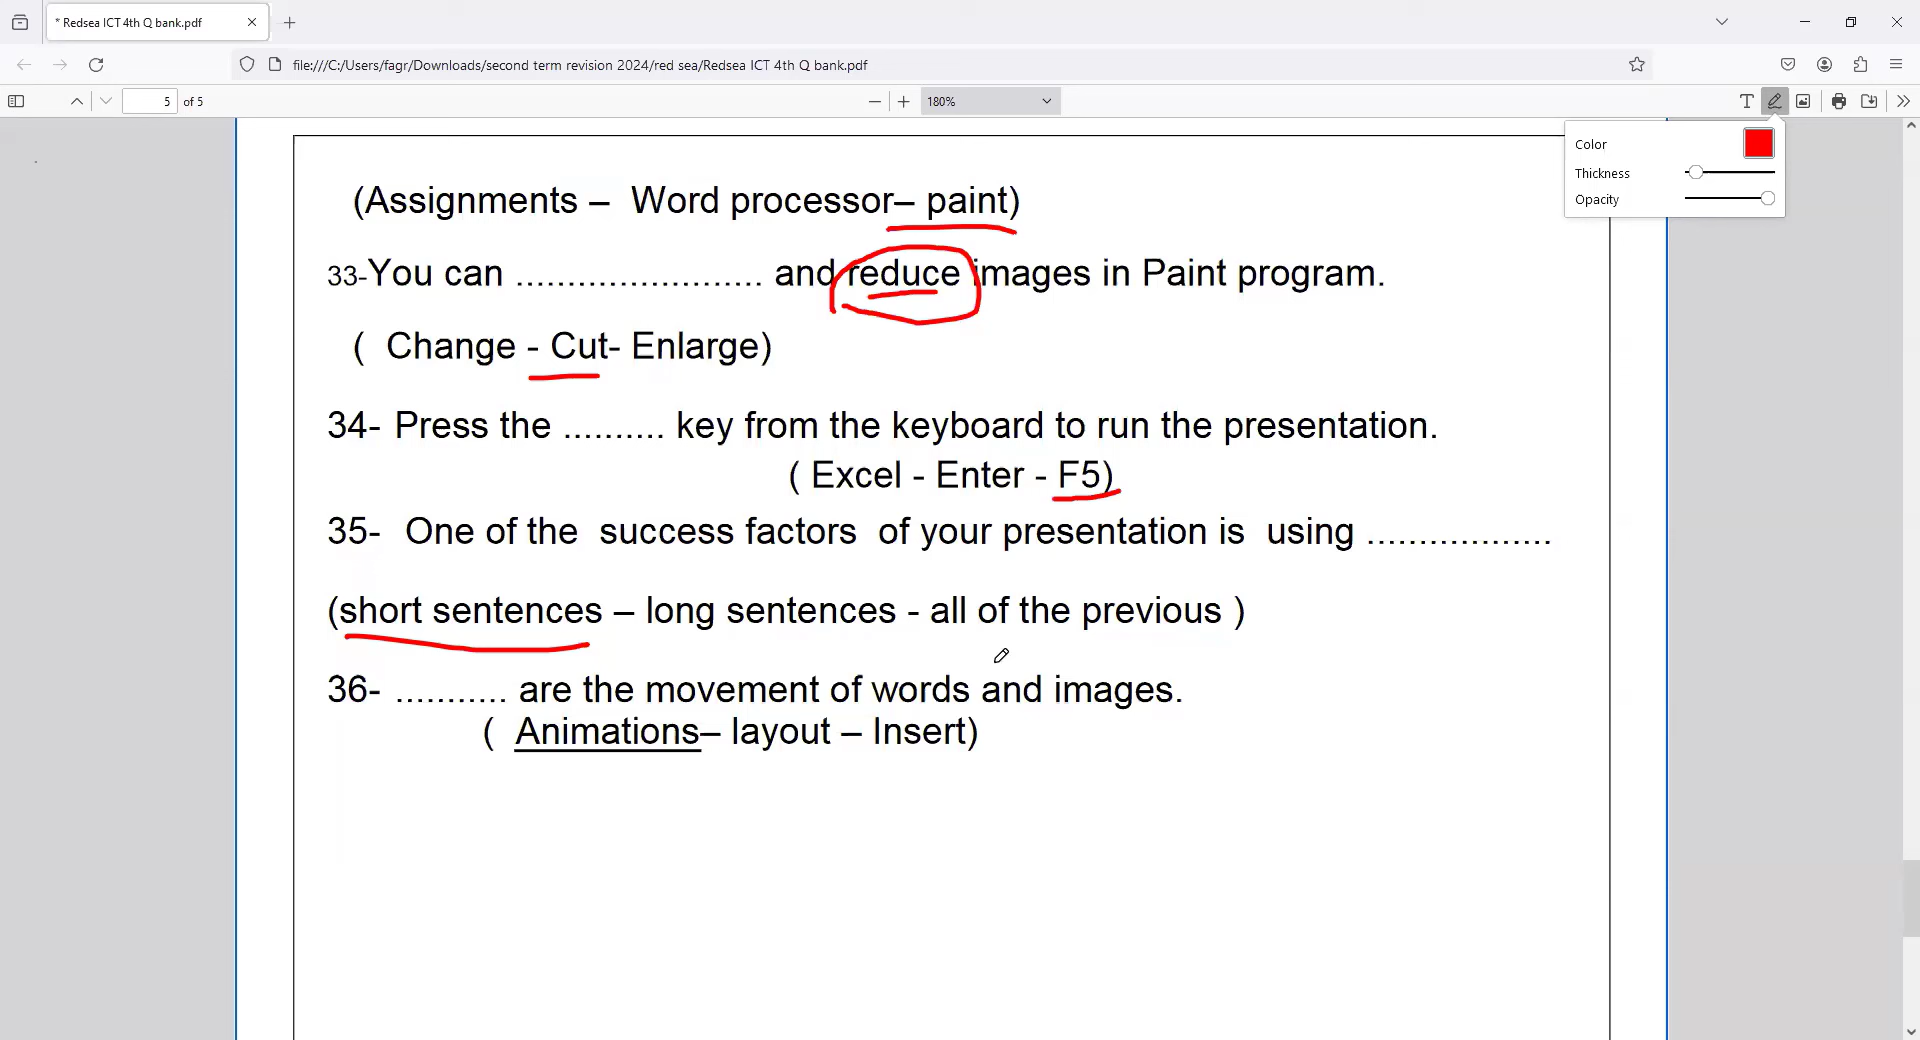 * Redsea ICT 4th Q bank.pdf
file:///C:/Users/fagr/Downloads/second term revision 2024/red sea/Redsea ICT 4th Q bank.pdf
5 of 5
180%
Color
Thickness
Opacity
(Assignments – Word processor– paint)
33-You can ........................ and reduce images in Paint program.
( Change - Cut- Enlarge)
34- Press the .......... key from the keyboard to run the presentation.
( Excel - Enter - F5)
35- One of the success factors of your presentation is using ..................
(short sentences – long sentences - all of the previous )
36- ........... are the movement of words and images.
( Animations– layout – Insert)